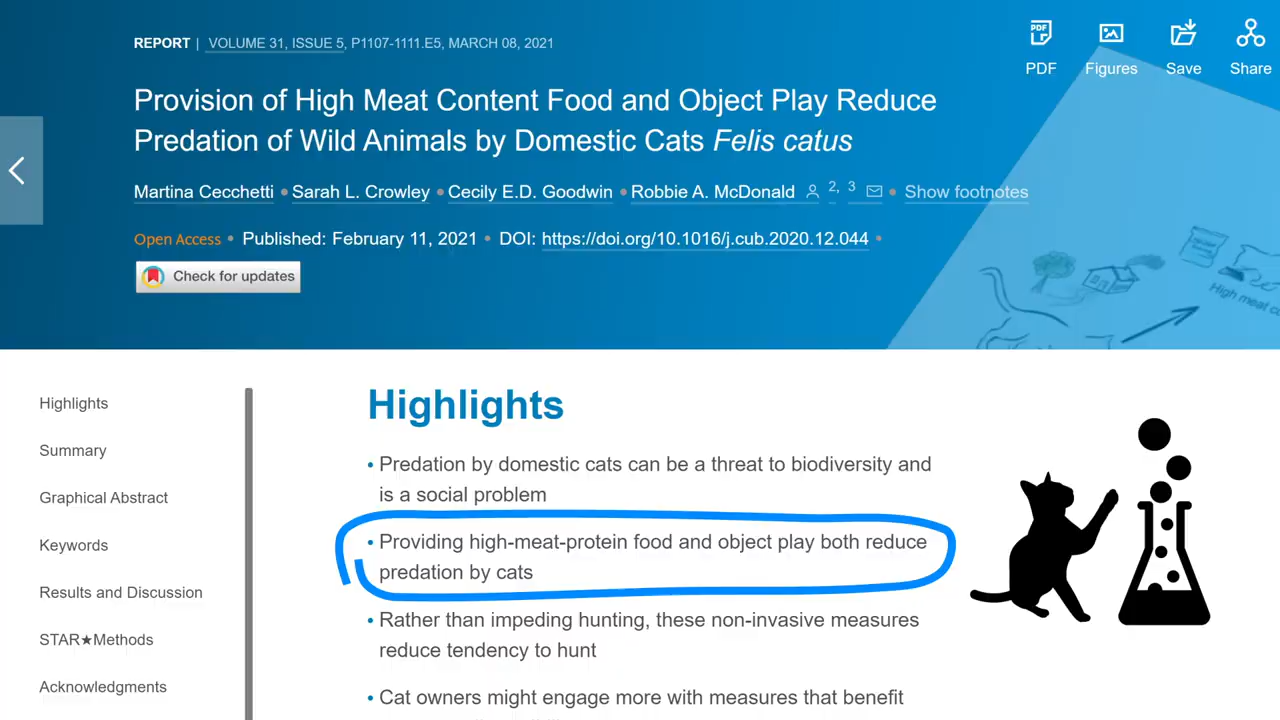 REPORT | VOLUME 31, ISSUE 5, P1107-1111.E5, MARCH 08, 2021
PDF
Figures
Save
Share
Provision of High Meat Content Food and Object Play Reduce
Predation of Wild Animals by Domestic Cats Felis catus
Martina Cecchetti • Sarah L. Crowley • Cecily E.D. Goodwin • Robbie A. McDonald 2, 3 • Show footnotes
Open Access • Published: February 11, 2021 • DOI: https://doi.org/10.1016/j.cub.2020.12.044 •
Check for updates
High meat
Highlights
Summary
Graphical Abstract
Keywords
Results and Discussion
STAR★Methods
Acknowledgments
Highlights
• Predation by domestic cats can be a threat to biodiversity and
is a social problem
• Providing high-meat-protein food and object play both reduce
predation by cats
• Rather than impeding hunting, these non-invasive measures
reduce tendency to hunt
• Cat owners might engage more with measures that benefit